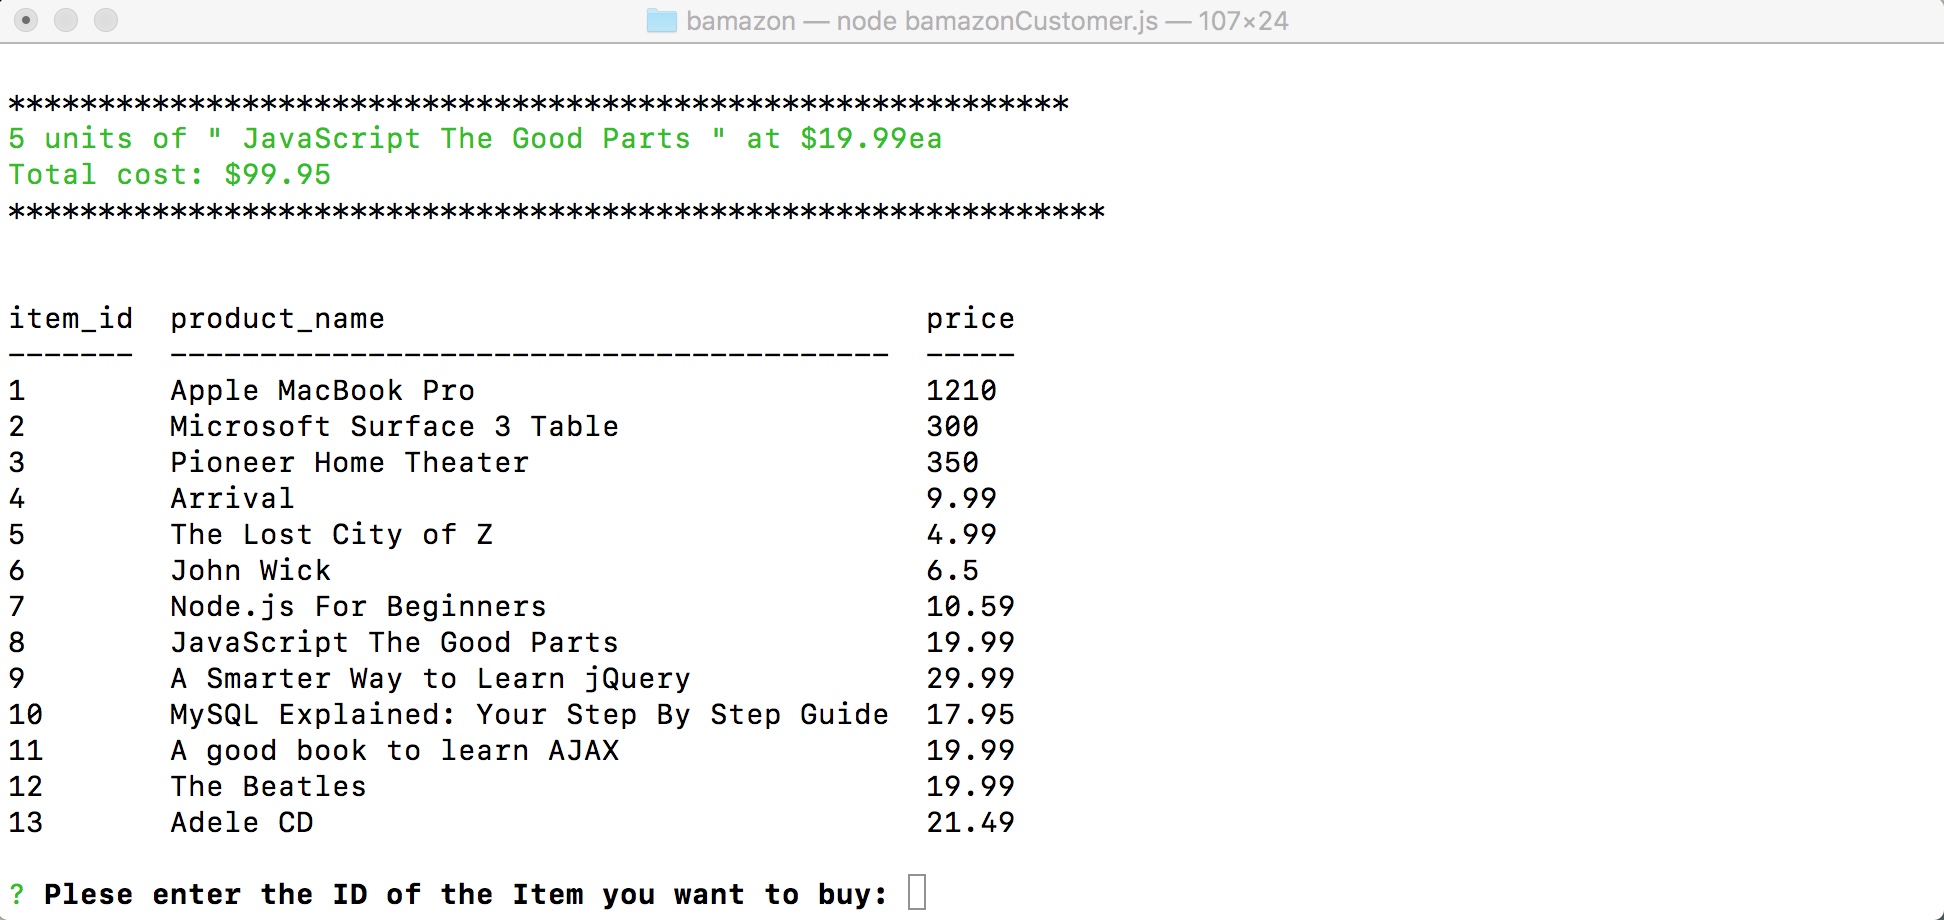 bamazon — node bamazonCustomer.js — 107×24
***********************************************************
5 units of " JavaScript The Good Parts " at $19.99ea
Total cost: $99.95
*************************************************************
item_id  product_name                              price
-------  ----------------------------------------  -----
1        Apple MacBook Pro                         1210
2        Microsoft Surface 3 Table                 300
3        Pioneer Home Theater                      350
4        Arrival                                   9.99
5        The Lost City of Z                        4.99
6        John Wick                                 6.5
7        Node.js For Beginners                     10.59
8        JavaScript The Good Parts                 19.99
9        A Smarter Way to Learn jQuery             29.99
10       MySQL Explained: Your Step By Step Guide  17.95
11       A good book to learn AJAX                 19.99
12       The Beatles                               19.99
13       Adele CD                                  21.49
? Plese enter the ID of the Item you want to buy: